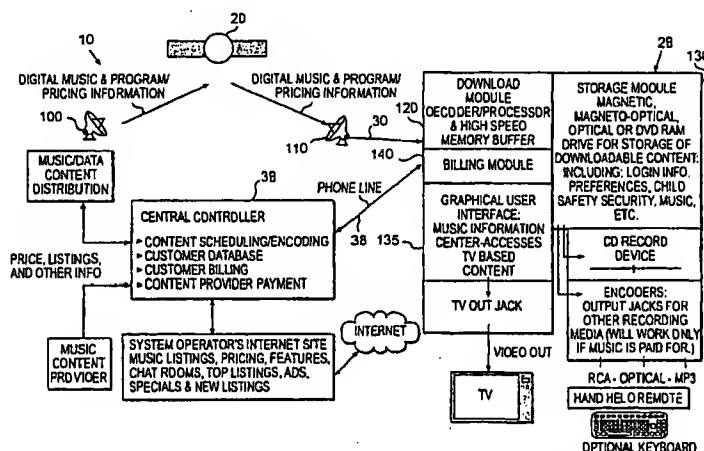 20
10
DIGITAL MUSIC & PROGRAM/
PRICING INFORMATION
DIGITAL MUSIC & PROGRAM/
PRICING INFORMATION
100
110
30
MUSIC/DATA
CONTENT
DISTRIBUTION
PRICE, LISTINGS,
AND OTHER INFO
MUSIC CONTENT
PROVIDER
38
CENTRAL CONTROLLER
CONTENT SCHEDULING/ENCODING
CUSTOMER DATABASE
CUSTOMER BILLING
CONTENT PROVIDER PAYMENT
PHONE LINE
38
SYSTEM OPERATOR'S INTERNET SITE
MUSIC LISTINGS, PRICING, FEATURES,
CHAT ROOMS, TOP LISTINGS, ADS,
SPECIALS & NEW LISTINGS
INTERNET
120
140
135
DOWNLOAD
MODULE
OECDDER/PROCESSOR
& HIGH SPEED
MEMORY BUFFER
BILLING MODULE
GRAPHICAL USER
INTERFACE:
MUSIC INFORMATION
CENTER-ACCESSES
TV BASED
CONTENT
TV OUT JACK
VIDEO OUT
TV
28
130
STORAGE MODULE
MAGNETIC,
MAGNETO-OPTICAL,
OPTICAL OR DVD RAM
DRIVE FOR STORAGE OF
DOWNLOADABLE CONTENT:
INCLUDING: LOGIN INFO.
PREFERENCES, CHILD
SAFETY SECURITY, MUSIC,
ETC.
CD RECORD
DEVICE
ENCODERS:
OUTPUT JACKS FOR
OTHER RECORDING
MEDIA (WILL WORK ONLY
IF MUSIC IS PAID FOR.)
RCA - OPTICAL - MP3
HAND HELO REMOTE
OPTIONAL KEYBOARD